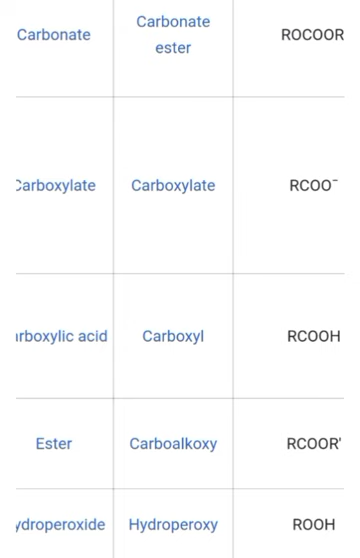 Carbonate
Carbonate
ester
ROCOOR
Carboxylate
Carboxylate
RCOO⁻
rboxylic acid
Carboxyl
RCOOH
Ester
Carboalkoxy
RCOOR'
ydroperoxide
Hydroperoxy
ROOH